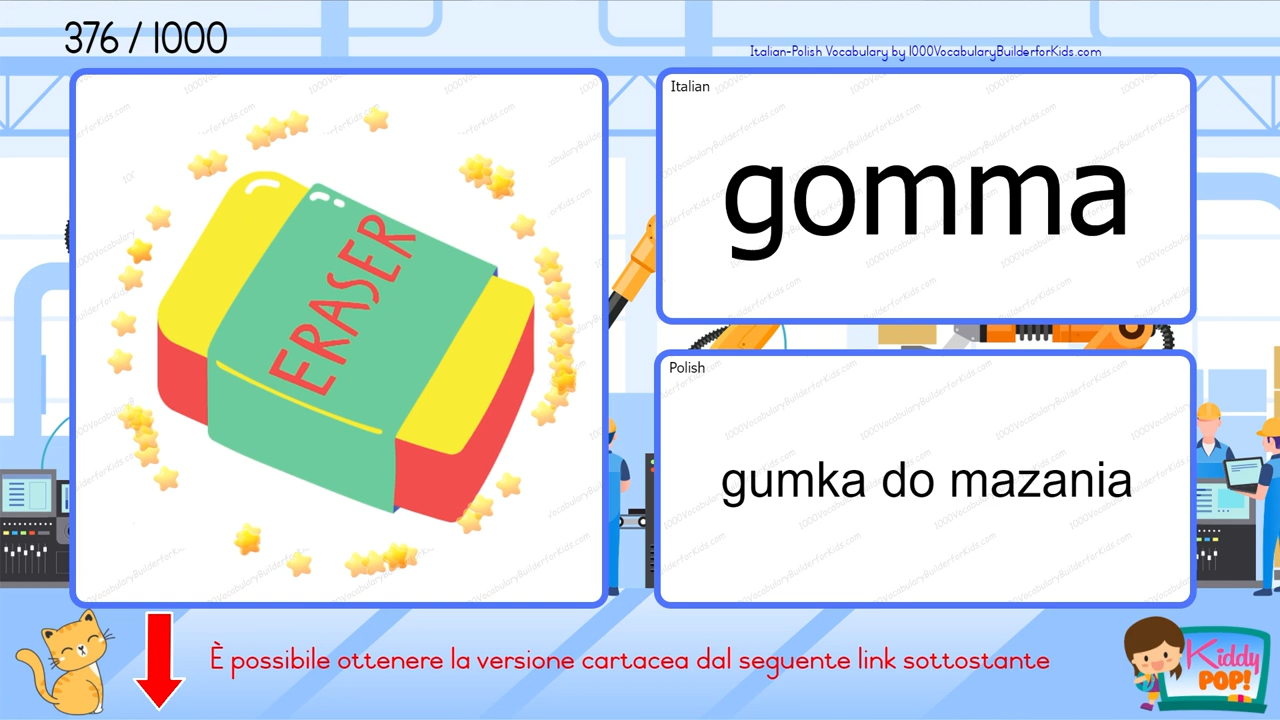 376 / 1000
Italian-Polish Vocabulary by 1000VocabularyBuilderforKids.com
ERASER
Italian
gomma
Polish
gumka do mazania
È possibile ottenere la versione cartacea dal seguente link sottostante
Kiddy
POP!